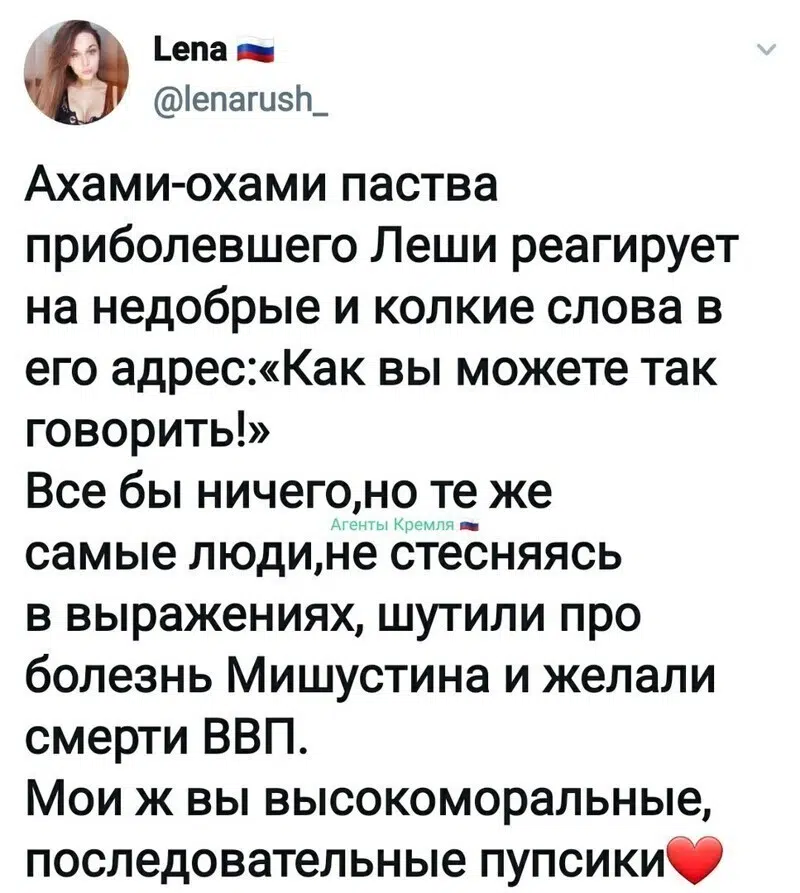 Lena 🇷🇺
@lenarush_
Ахами-охами паства
приболевшего Леши реагирует
на недобрые и колкие слова в
его адрес:«Как вы можете так
говорить!»
Все бы ничего,но те же
Агенты Кремля 🇷🇺
самые люди,не стесняясь
в выражениях, шутили про
болезнь Мишустина и желали
смерти ВВП.
Мои ж вы высокоморальные,
последовательные пупсики❤️